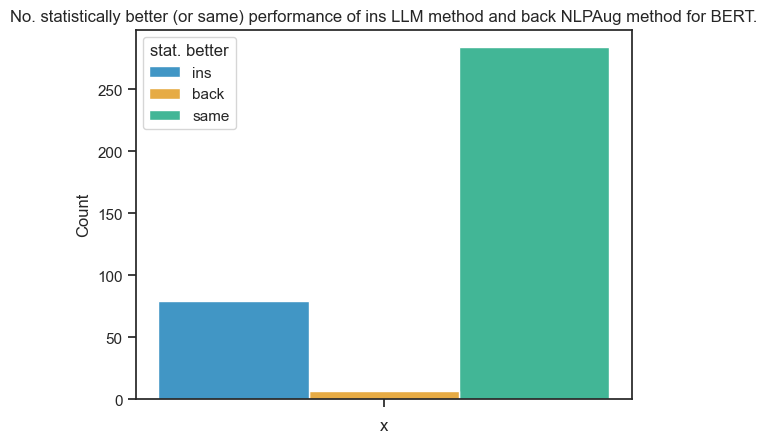 No. statistically better (or same) performance of ins LLM method and back NLPAug method for BERT.
stat. better
ins
back
same
250
200
150
100
50
0
Count
x